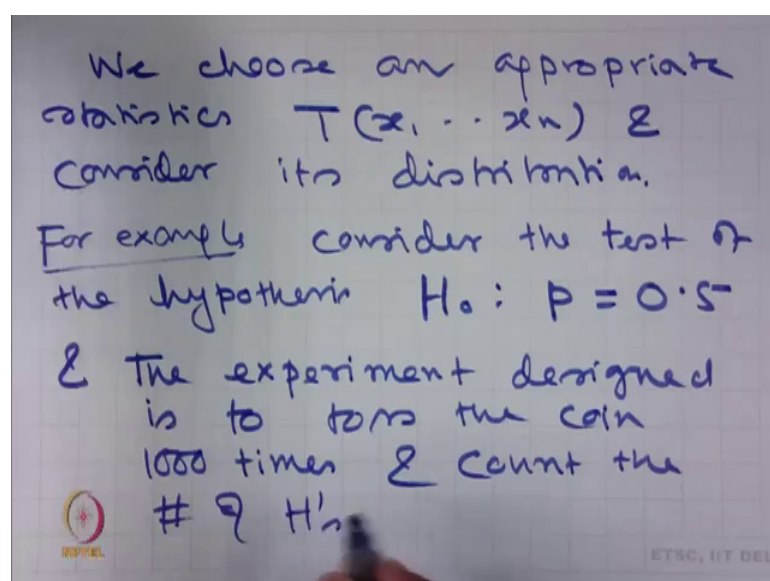 We choose an appropriate
statistics T(x, .. xn) &
consider its distribution.
For example consider the test of
the hypothesis H₀: p = 0.5
& The experiment designed
is to toss the coin
1000 times & count the
# of H's
NPTEL
ETSC, IIT DEL